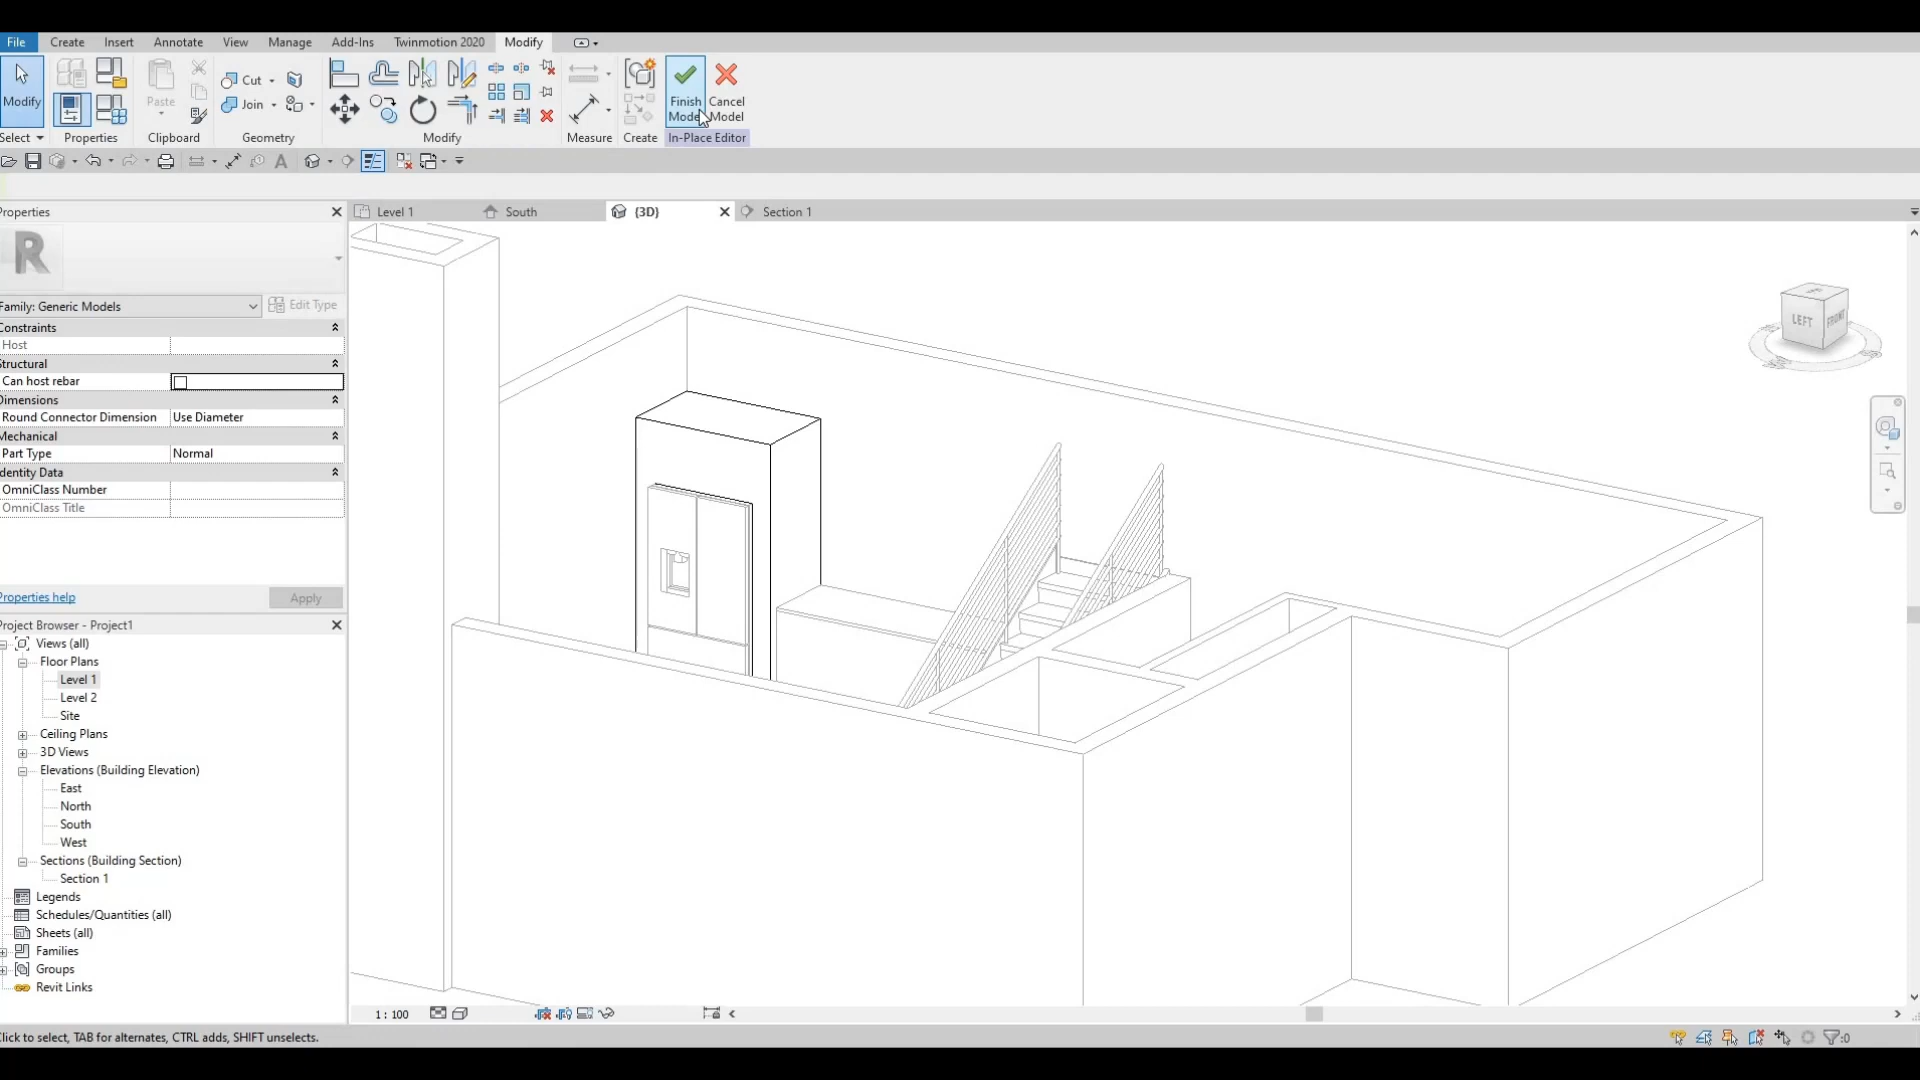 File Create Insert Annotate View Manage Add-Ins Twinmotion 2020 Modify
Modify
Paste
Cut
Join
Finish Model
Cancel Model
Select Properties Clipboard Geometry Modify Measure Create In-Place Editor
Properties
Level 1 South (3D) Section 1
R
Family: Generic Models Edit Type
Constraints
Host
Structural
Can host rebar
Dimensions
Round Connector Dimension Use Diameter
Mechanical
Part Type Normal
Identity Data
OmniClass Number
OmniClass Title
Properties help Apply
LEFT FRONT
Project Browser - Project1
Views (all)
Floor Plans
Level 1
Level 2
Site
Ceiling Plans
3D Views
Elevations (Building Elevation)
East
North
South
West
Sections (Building Section)
Section 1
Legends
Schedules/Quantities (all)
Sheets (all)
Families
Groups
Revit Links
1 : 100
Click to select, TAB for alternates, CTRL adds, SHIFT unselects.
:0